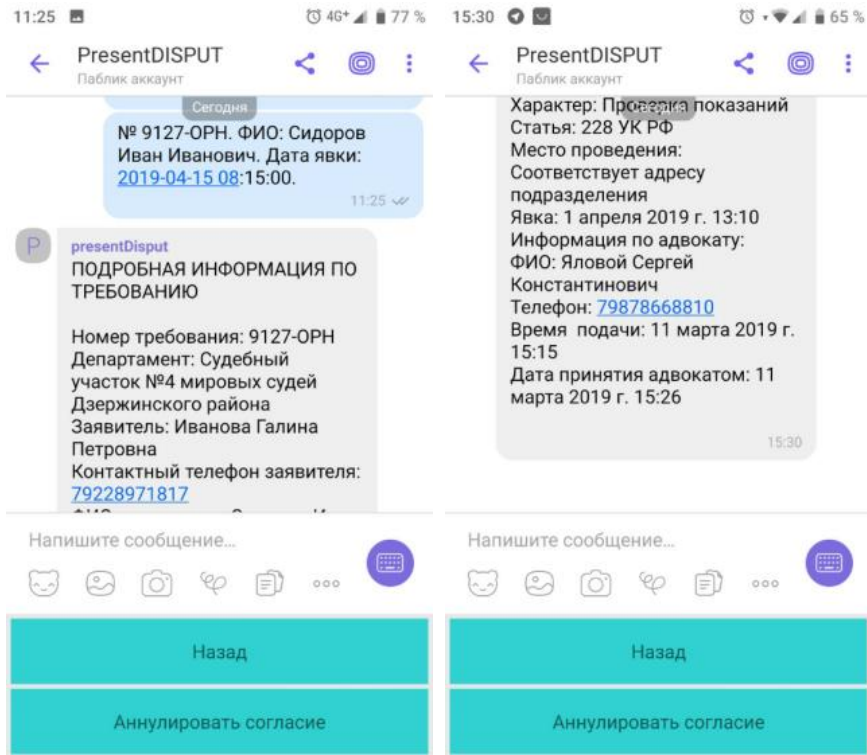 11:25
4G+
77 %
PresentDISPUT
Паблик аккаунт
Сегодня
№ 9127-ОРН. ФИО: Сидоров
Иван Иванович. Дата явки:
2019-04-15 08:15:00.
11:25
P
presentDisput
ПОДРОБНАЯ ИНФОРМАЦИЯ ПО
ТРЕБОВАНИЮ
Номер требования: 9127-ОРН
Департамент: Судебный
участок №4 мировых судей
Дзержинского района
Заявитель: Иванова Галина
Петровна
Контактный телефон заявителя:
79228971817
Напишите сообщение...
Назад
Аннулировать согласие
15:30
65 %
PresentDISPUT
Паблик аккаунт
Характер: Проверка показаний
Статья: 228 УК РФ
Место проведения:
Соответствует адресу
подразделения
Явка: 1 апреля 2019 г. 13:10
Информация по адвокату:
ФИО: Яловой Сергей
Константинович
Телефон: 79878668810
Время подачи: 11 марта 2019 г.
15:15
Дата принятия адвокатом: 11
марта 2019 г. 15:26
15:30
Напишите сообщение...
Назад
Аннулировать согласие